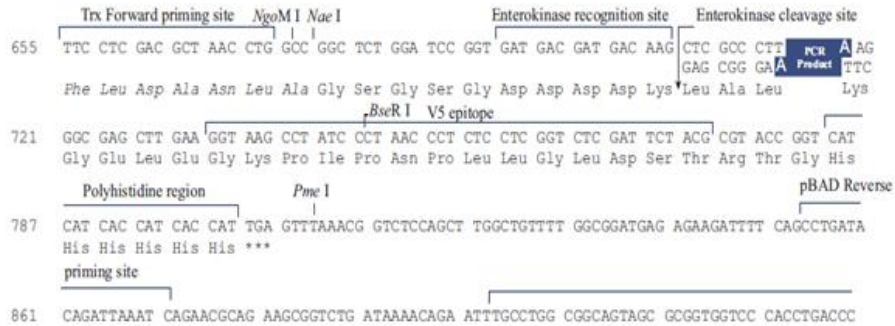 Trx Forward priming site NgoM I Nae I Enterokinase recognition site Enterokinase cleavage site
655 TTC CTC GAC GCT AAC CTG GCC GGC TCT GGA TCC GGT GAT GAC GAT GAC AAG CTC GCC CTT PCR Product A AG
GAG CGG GA A TTC
Phe Leu Asp Ala Asn Leu Ala Gly Ser Gly Ser Gly Asp Asp Asp Asp Lys Leu Ala Leu Lys
BseR I V5 epitope
721 GGC GAG CTT GAA GGT AAG CCT ATC CCT AAC CCT CTC CTC GGT CTC GAT TCT ACG CGT ACC GGT CAT
Gly Glu Leu Glu Gly Lys Pro Ile Pro Asn Pro Leu Leu Gly Leu Asp Ser Thr Arg Thr Gly His
Polyhistidine region Pme I pBAD Reverse
787 CAT CAC CAT CAC CAT TGA GTTTAAACG GTCTCCAGCTT GGCTGTTTT GGCGGATGAG AGAAGATTTT CAGCCTGATA
His His His His His ***
priming site
861 CAGATTAAAT CAGAACGCAG AAGCGGTCTG ATAAAACAGA ATTTGCCTGG CGGCAGTAGC GCGGTGGTCC CACCTGACCC